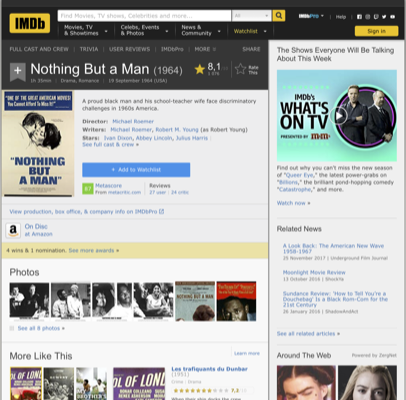 IMDb
Find Movies, TV shows, Celebrities and more...
All
IMDbPro
Help
Movies, TV & Showtimes
Celebs, Events & Photos
News & Community
Watchlist
Sign in
FULL CAST AND CREW | TRIVIA | USER REVIEWS | IMDbPro | MORE
SHARE
Nothing But a Man (1964)
8,1
Rate This
1h 35min | Drama, Romance | 19 September 1964 (USA)
"ONE OF THE GREAT AMERICAN MOVIES!
"NOTHING
BUT
A MAN"
A proud black man and his school-teacher wife face discriminatory
challenges in 1960s America.
Director: Michael Roemer
Writers: Michael Roemer, Robert M. Young (as Robert Young)
Stars: Ivan Dixon, Abbey Lincoln, Julius Harris |
See full cast & crew »
+ Add to Watchlist
87
Metascore
From metacritic.com
Reviews
27 user | 24 critic
View production, box office, & company info on IMDbPro
On Disc
at Amazon
4 wins & 1 nomination. See more awards »
Photos
NOTHING BUT
A MAN
See all 8 photos »
More Like This
Learn more
Les trafiquants du Dunbar
(1951)
Crime | Drama
7,2
The Shows Everyone Will Be Talking
About This Week
IMDb's
WHAT'S
ON TV
PRESENTED BY
Find out why you can't miss the new season
of "Queer Eye," the latest power-grabs on
"Billions," the brilliant pond-hopping comedy
"Catastrophe," and more.
Watch now »
Related News
A Look Back: The American New Wave
1958-1967
25 November 2017 | Underground Film Journal
Moonlight Movie Review
13 October 2016 | ShockYa
Sundance Review: 'How to Tell You're a
Douchebag' Is a Black Rom-Com for the
21st Century
26 January 2016 | ShadowAndAct
See all related articles »
Around The Web
Powered by ZergNet